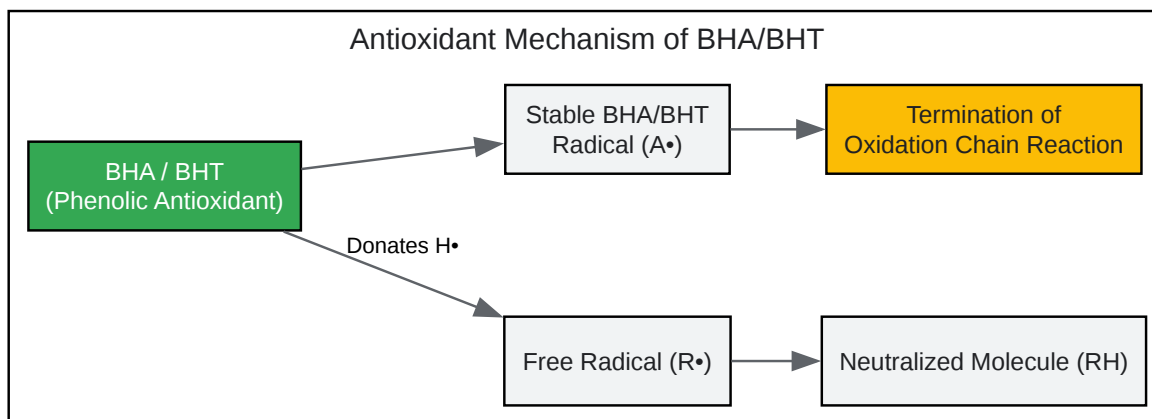 Antioxidant Mechanism of BHA/BHT
Stable BHA/BHT
Radical (A•)
Termination of
Oxidation Chain Reaction
BHA / BHT
(Phenolic Antioxidant)
Donates H•
Free Radical (R•)
Neutralized Molecule (RH)